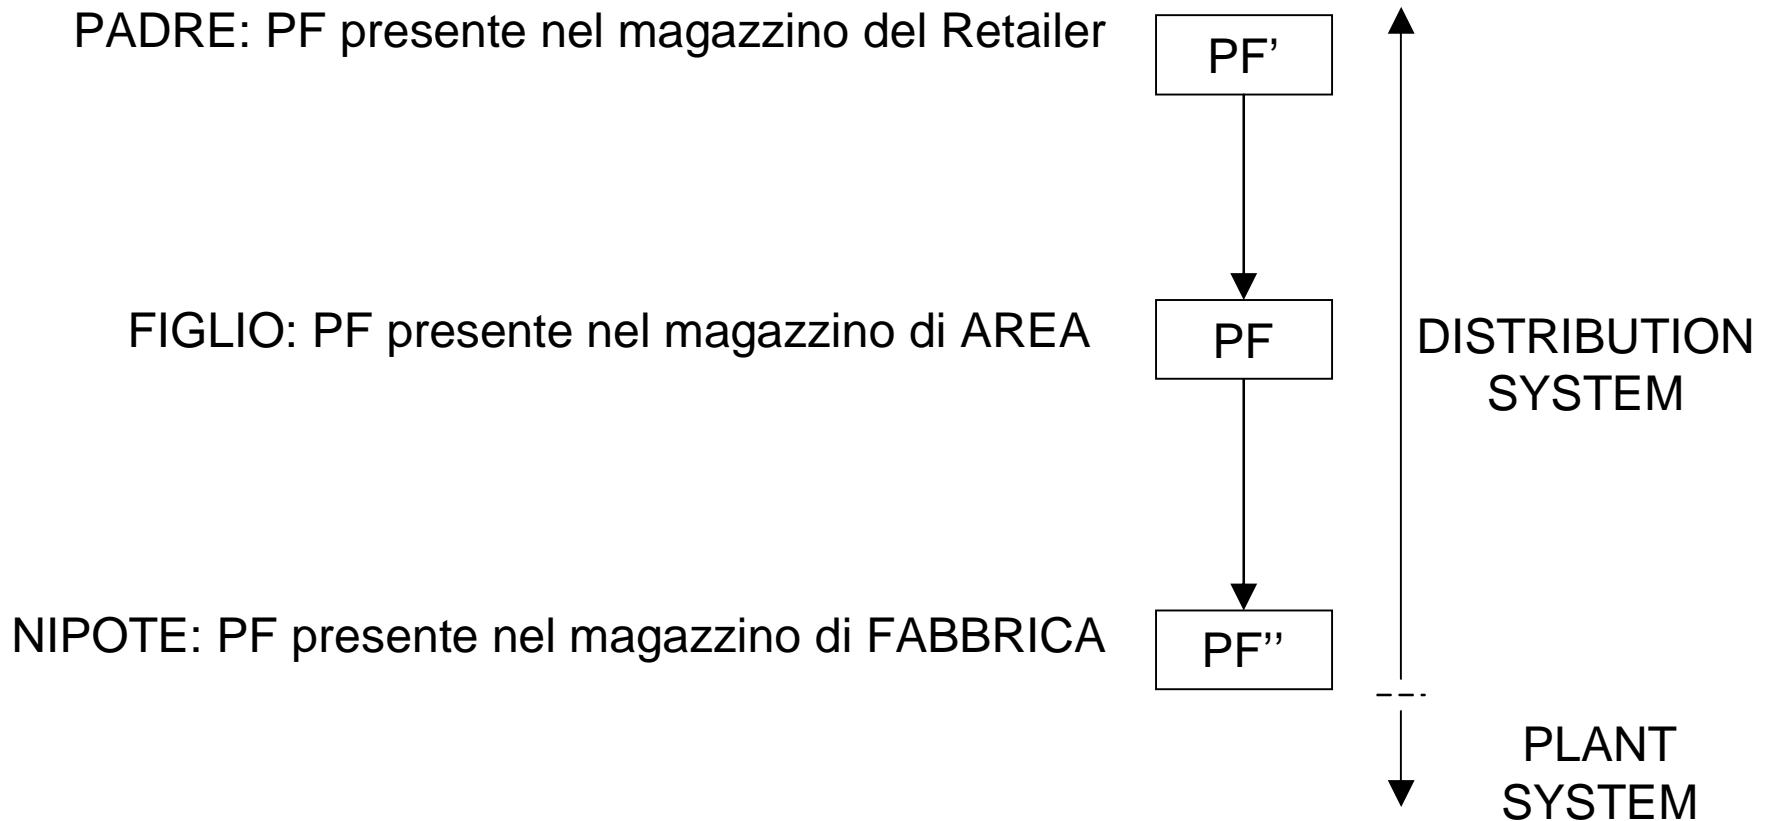 PADRE: PF presente nel magazzino del Retailer
PF’
FIGLIO: PF presente nel magazzino di AREA
PF
DISTRIBUTION
SYSTEM
NIPOTE: PF presente nel magazzino di FABBRICA
PF’’
PLANT
SYSTEM